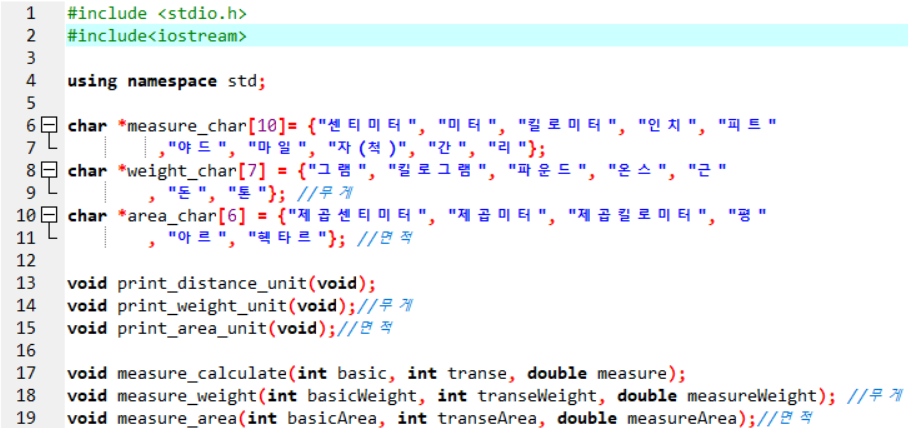 1 #include <stdio.h>
2 #include<iostream>
3
4 using namespace std;
5
6 char *measure_char[10]= {"센티미터", "미터", "킬로미터", "인치", "피트"
7 ,"야드", "마일", "자(척)", "간", "리"};
8 char *weight_char[7] = {"그램", "킬로그램", "파운드", "온스", "근"
9 , "돈", "톤"}; //무게
10 char *area_char[6] = {"제곱센티미터", "제곱미터", "제곱킬로미터", "평"
11 , "아르", "헥타르"}; //면적
12
13 void print_distance_unit(void);
14 void print_weight_unit(void);//무게
15 void print_area_unit(void);//면적
16
17 void measure_calculate(int basic, int transe, double measure);
18 void measure_weight(int basicWeight, int transeWeight, double measureWeight); //무게
19 void measure_area(int basicArea, int transeArea, double measureArea);//면적